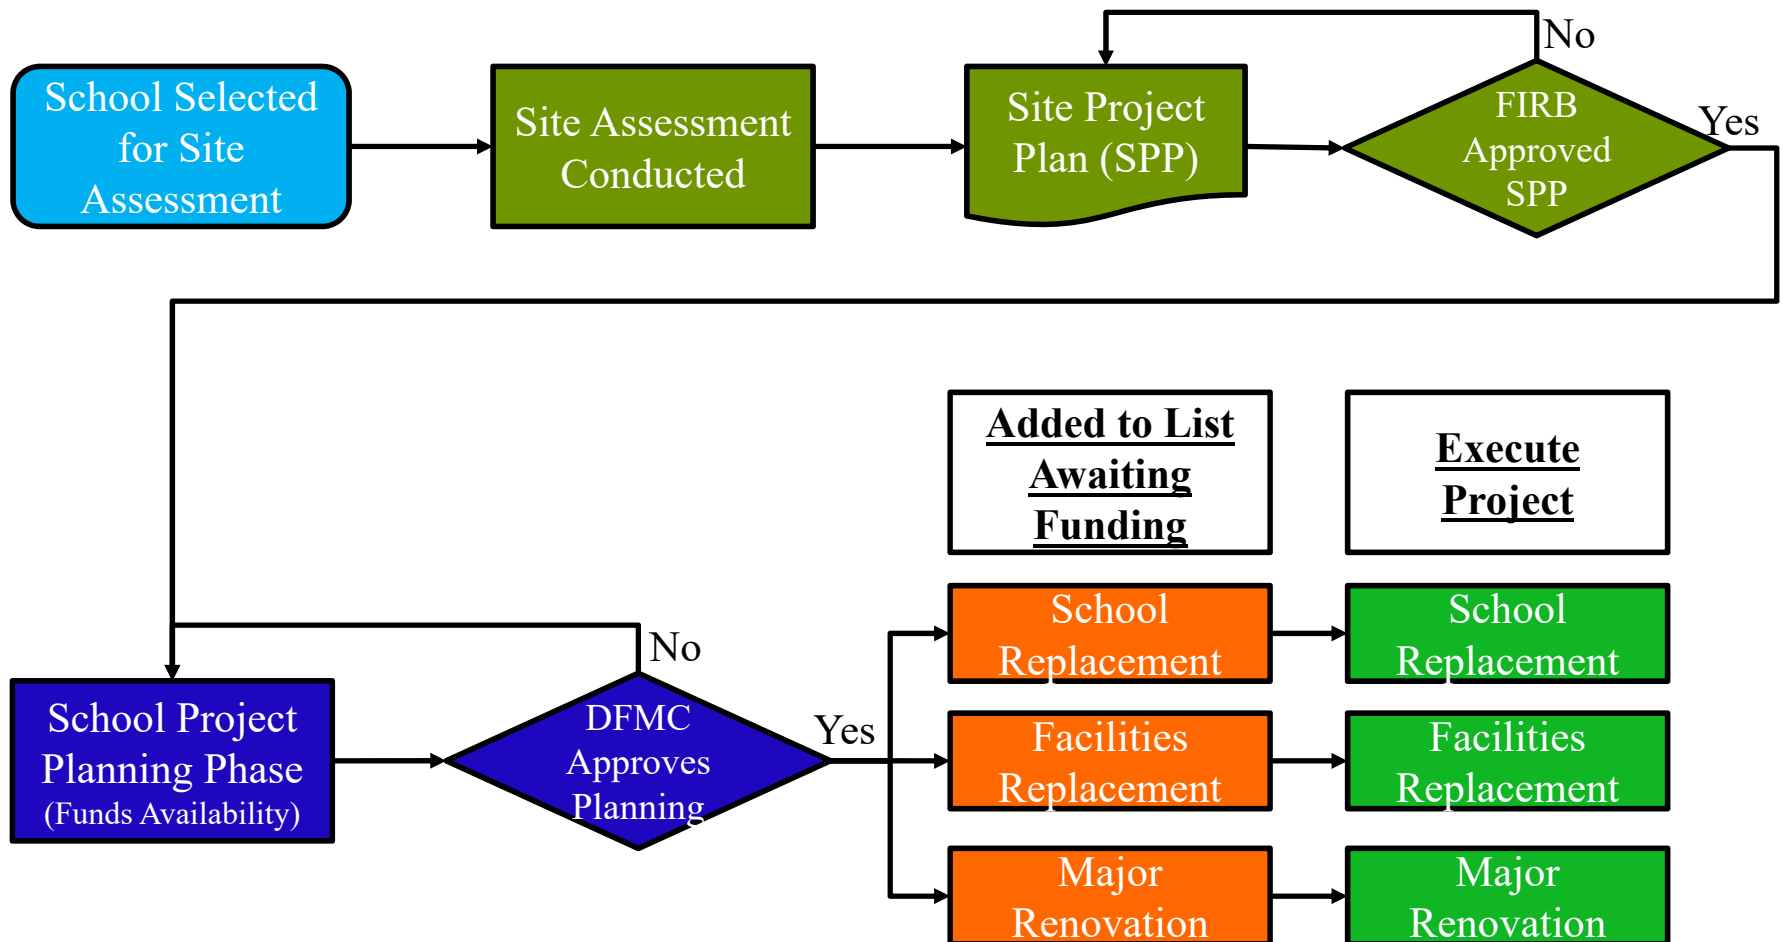 No
School Selected
for Site
Assessment
Site Assessment
Conducted
Site Project
Plan (SPP)
FIRB
Approved
SPP
Yes
Added to List
Awaiting
Funding
Execute
Project
School
Replacement
School
Replacement
No
School Project
Planning Phase
(Funds Availability)
DFMC
Approves
Planning
Yes
Facilities
Replacement
Facilities
Replacement
Major
Renovation
Major
Renovation